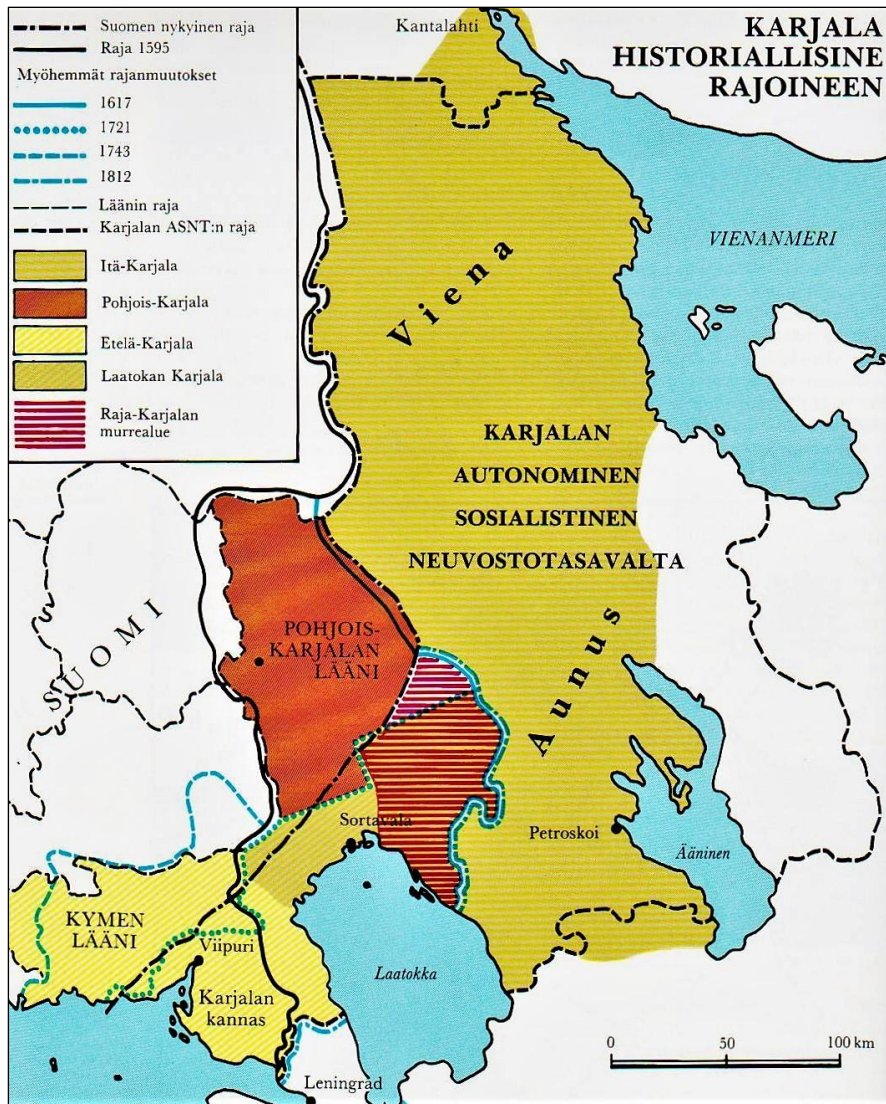 KARJALA
HISTORIALLISINE
RAJOINEEN
Suomen nykyinen raja
Raja 1595
Myöhemmät rajanmuutokset
1617
1721
1743
1812
Läänin raja
Karjalan ASNT:n raja
Itä-Karjala
Pohjois-Karjala
Etelä-Karjala
Laatokan Karjala
Raja-Karjalan
murrealue
Kantalahti
VIENANMERI
Viena
KARJALAN
AUTONOMINEN
SOSIALISTINEN
NEUVOSTOTASAVALTA
SUOMI
POHJOIS-
KARJALAN
LÄÄNI
Aunus
Sortavala
Petroskoi
Ääninen
KYMEN
LÄÄNI
Viipuri
Laatokka
Karjalan
kannas
Leningrad
0 50 100 km